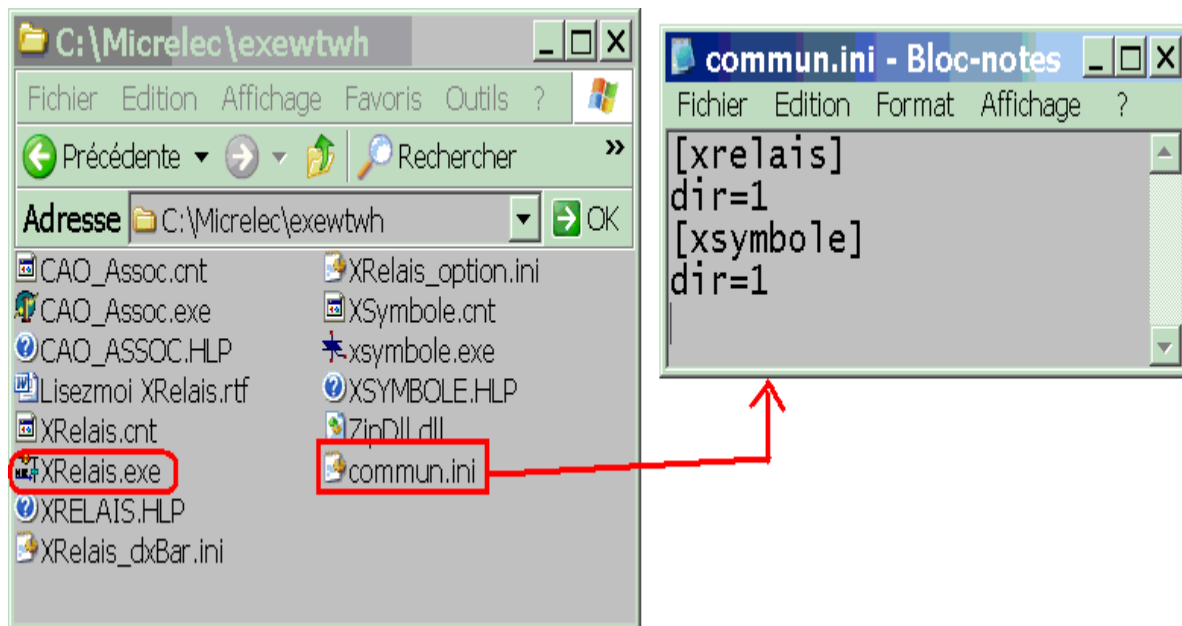 C:\Micrelec\exewtwh
Fichier Edition Affichage Favoris Outils ?
Précédente Rechercher »
Adresse C:\Micrelec\exewtwh OK
CAO_Assoc.cnt
CAO_Assoc.exe
CAO_ASSOC.HLP
Lisezmoi XRelais.rtf
XRelais.cnt
XRelais.exe
XRELAIS.HLP
XRelais_dxBar.ini
XRelais_option.ini
XSymbole.cnt
xsymbole.exe
XSYMBOLE.HLP
ZipDll.dll
commun.ini
commun.ini - Bloc-notes
Fichier Edition Format Affichage ?
[xrelais]
dir=1
[xsymbole]
dir=1